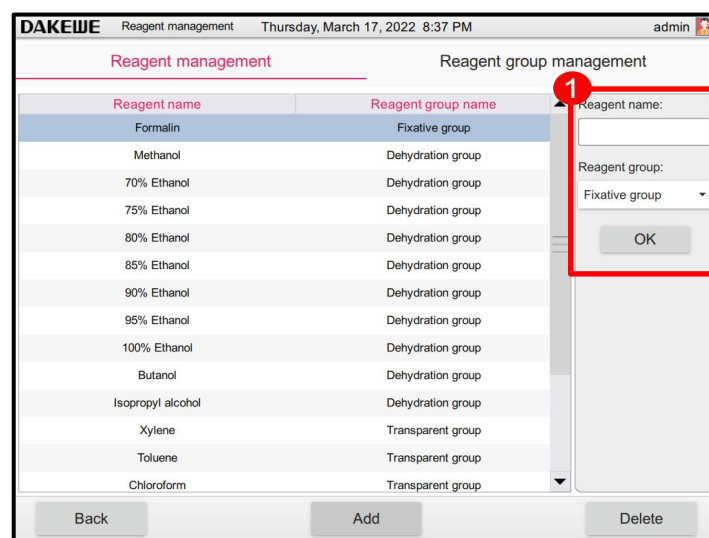 DAKEWE Reagent management Thursday, March 17, 2022 8:37 PM admin
Reagent management Reagent group management
1
Reagent name Reagent group name Reagent name:
Formalin Fixative group
Methanol Dehydration group
Reagent group:
70% Ethanol Dehydration group
Fixative group
75% Ethanol Dehydration group
80% Ethanol Dehydration group
OK
85% Ethanol Dehydration group
90% Ethanol Dehydration group
95% Ethanol Dehydration group
100% Ethanol Dehydration group
Butanol Dehydration group
Isopropyl alcohol Dehydration group
Xylene Transparent group
Toluene Transparent group
Chloroform Transparent group
Back Add Delete